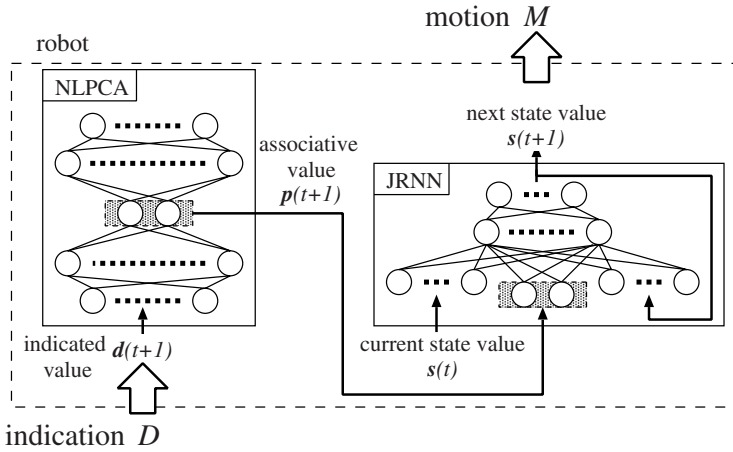 motion M
robot
NLPCA
next state value
s(t+1)
associative
value
p(t+1)
JRNN
indicated
value
d(t+1)
current state value
s(t)
indication D